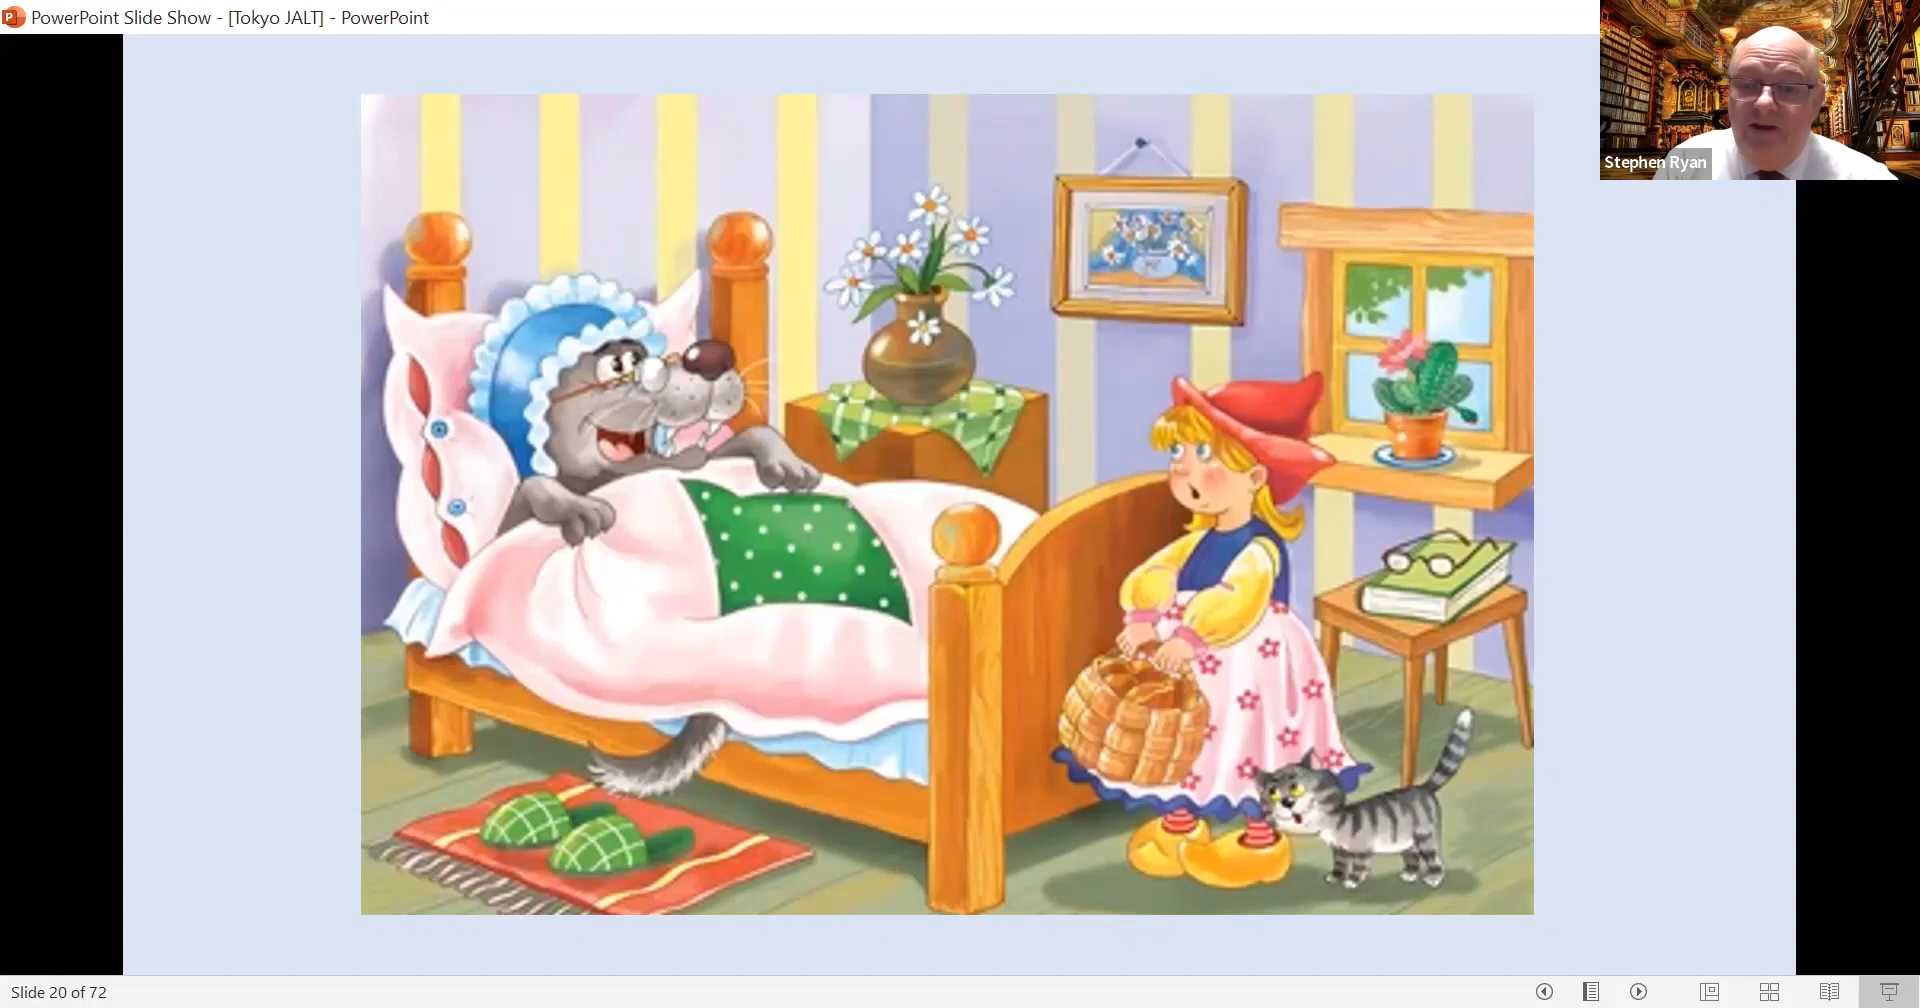 PowerPoint Slide Show - [Tokyo JALT] - PowerPoint
Stephen Ryan
Slide 20 of 72